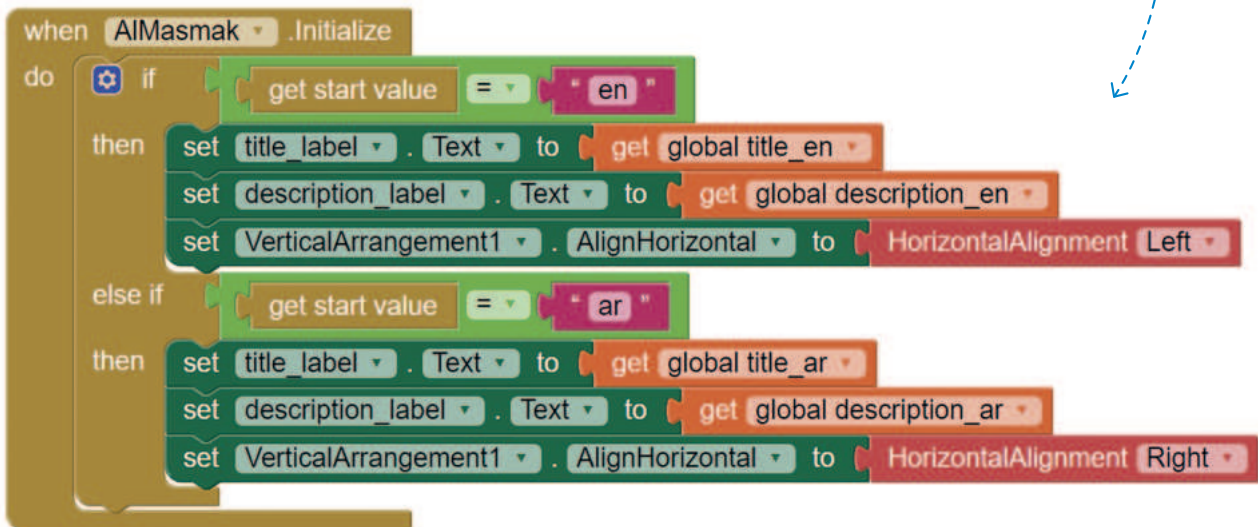 when AlMasmak .Initialize
do if get start value = " en "
then set title_label . Text to get global title_en
set description_label . Text to get global description_en
set VerticalArrangement1 . AlignHorizontal to HorizontalAlignment Left
else if get start value = " ar "
then set title_label . Text to get global title_ar
set description_label . Text to get global description_ar
set VerticalArrangement1 . AlignHorizontal to HorizontalAlignment Right